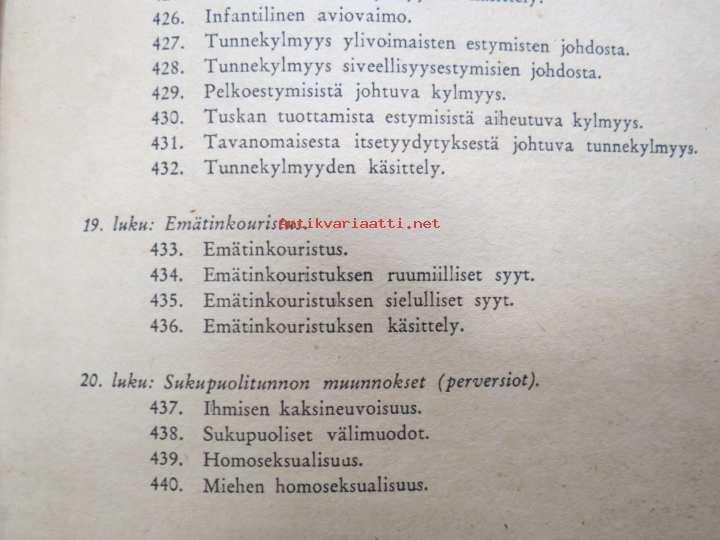 426. Infantilinen aviovaimo.
427. Tunnekylmyys ylivoimaisten estymisten johdosta.
428. Tunnekylmyys siveellisyysestymisien johdosta.
429. Pelkoestymisistä johtuva kylmyys.
430. Tuskan tuottamista estymisistä aiheutuva kylmyys.
431. Tavanomaisesta itsetyydytyksestä johtuva tunnekylmyys.
432. Tunnekylmyyden käsittely.
19. luku: Emätinkouristus.
Antikvariaatti.net
433. Emätinkouristus.
434. Emätinkouristuksen ruumiilliset syyt.
435. Emätinkouristuksen sielulliset syyt.
436. Emätinkouristuksen käsittely.
20. luku: Sukupuolitunnon muunnokset (perversiot).
437. Ihmisen kaksineuvoisuus.
438. Sukupuoliset välimuodot.
439. Homoseksualisuus.
440. Miehen homoseksualisuus.